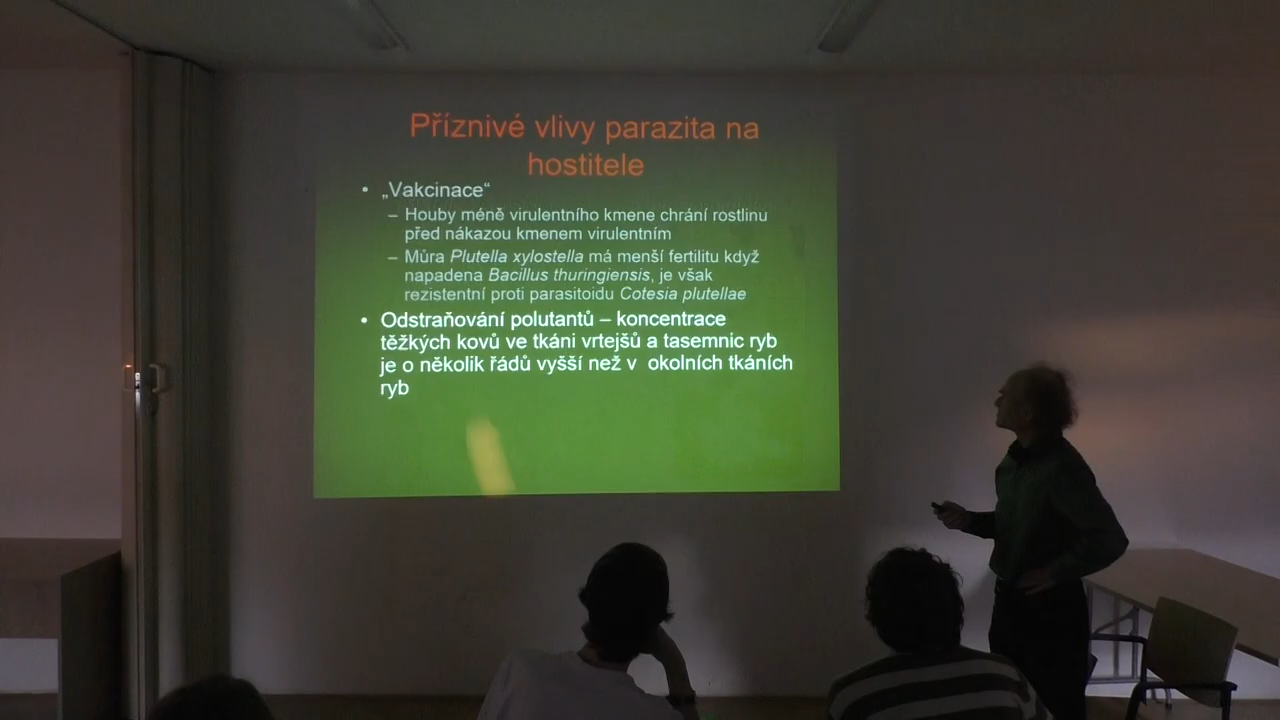 Příznivé vlivy parazita na
hostitele
• „Vakcinace“
– Houby méně virulentního kmene chrání rostlinu
před nákazou kmenem virulentním
– Můra Plutella xylostella má menší fertilitu když
napadena Bacillus thuringiensis, je však
rezistentní proti parasitoidu Cotesia plutellae
• Odstraňování polutantů – koncentrace
těžkých kovů ve tkáni vrtejšů a tasemnic ryb
je o několik řádů vyšší než v okolních tkáních
ryb